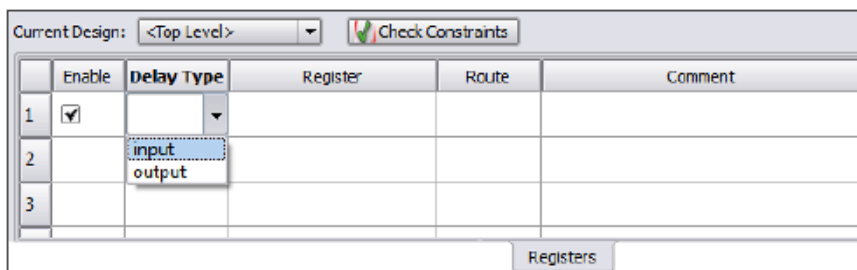 Current Design: <Top Level> Check Constraints
Enable Delay Type Register Route Comment
1
input
2
output
3
Registers